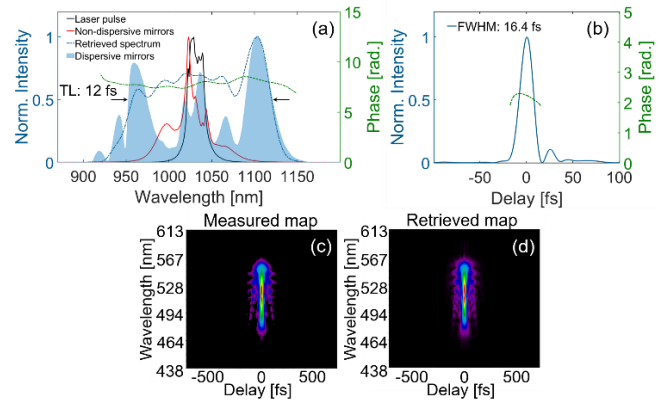 Laser pulse
Non-dispersive mirrors
Retrieved spectrum
Dispersive mirrors
(a)
TL: 12 fs
Norm. Intensity
1
0.5
0
15
10
5
0
Phase [rad.]
900 950 1000 1050 1100 1150
Wavelength [nm]
FWHM: 16.4 fs
(b)
Norm. Intensity
1
0.5
0
5
4
3
2
1
0
Phase [rad.]
-50 0 50 100
Delay [fs]
Measured map
(c)
Wavelength [nm]
613
567
528
494
464
438
-500 0 500
Delay [fs]
Retrieved map
(d)
Wavelength [nm]
613
567
528
494
464
438
-500 0 500
Delay [fs]